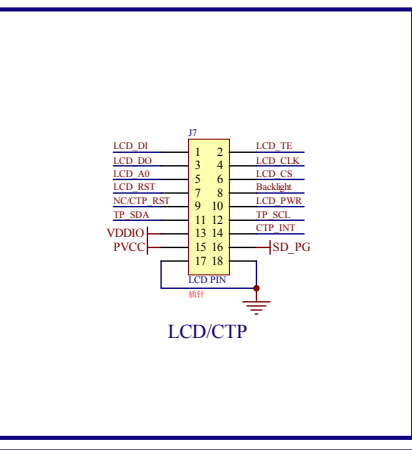 J7
LCD_DI 1 2 LCD_TE
LCD_DO 3 4 LCD_CLK
LCD_A0 5 6 LCD_CS
LCD_RST 7 8 Backlight
NC/CTP_RST 9 10 LCD_PWR
TP_SDA 11 12 TP_SCL
VDDIO 13 14 CTP_INT
PVCC 15 16 SD_PG
17 18
LCD PIN
插针
LCD/CTP